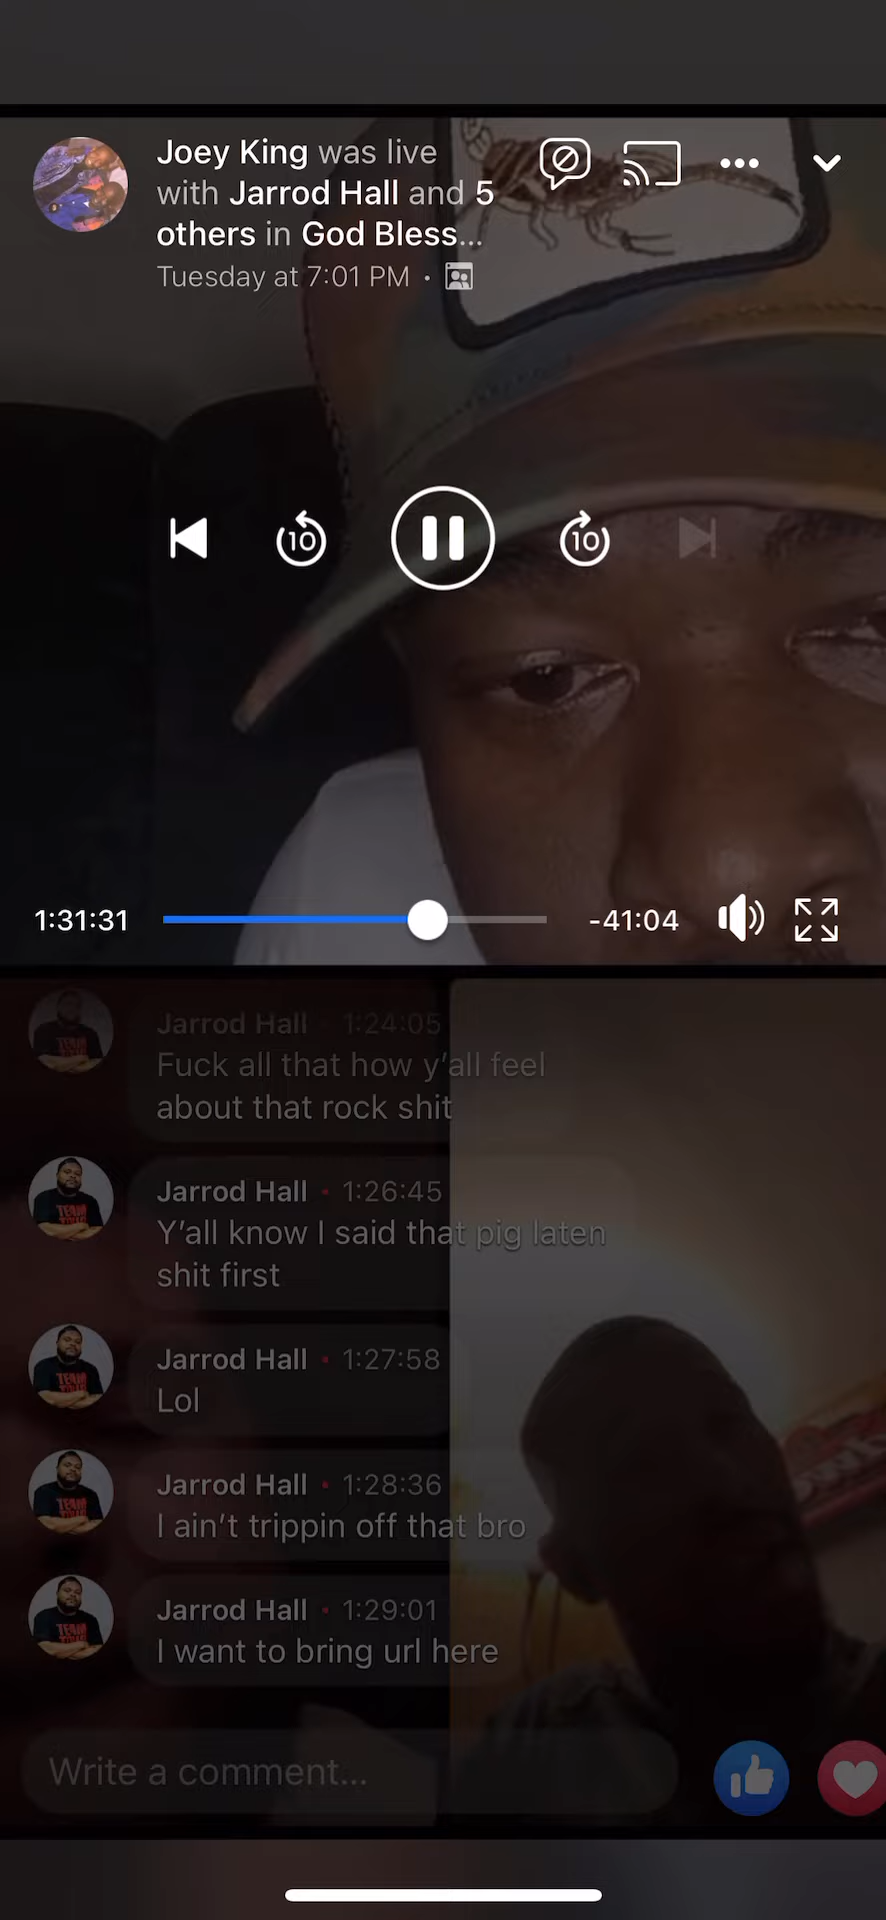 Joey King was live
with Jarrod Hall and 5
others in God Bless...
Tuesday at 7:01 PM ·
10
10
1:31:31
-41:04
Jarrod Hall · 1:24:05
Fuck all that how y'all feel
about that rock shit
Jarrod Hall · 1:26:45
Y'all know I said that pig laten
shit first
Jarrod Hall · 1:27:58
Lol
Jarrod Hall · 1:28:36
I ain't trippin off that bro
Jarrod Hall · 1:29:01
I want to bring url here
Write a comment...